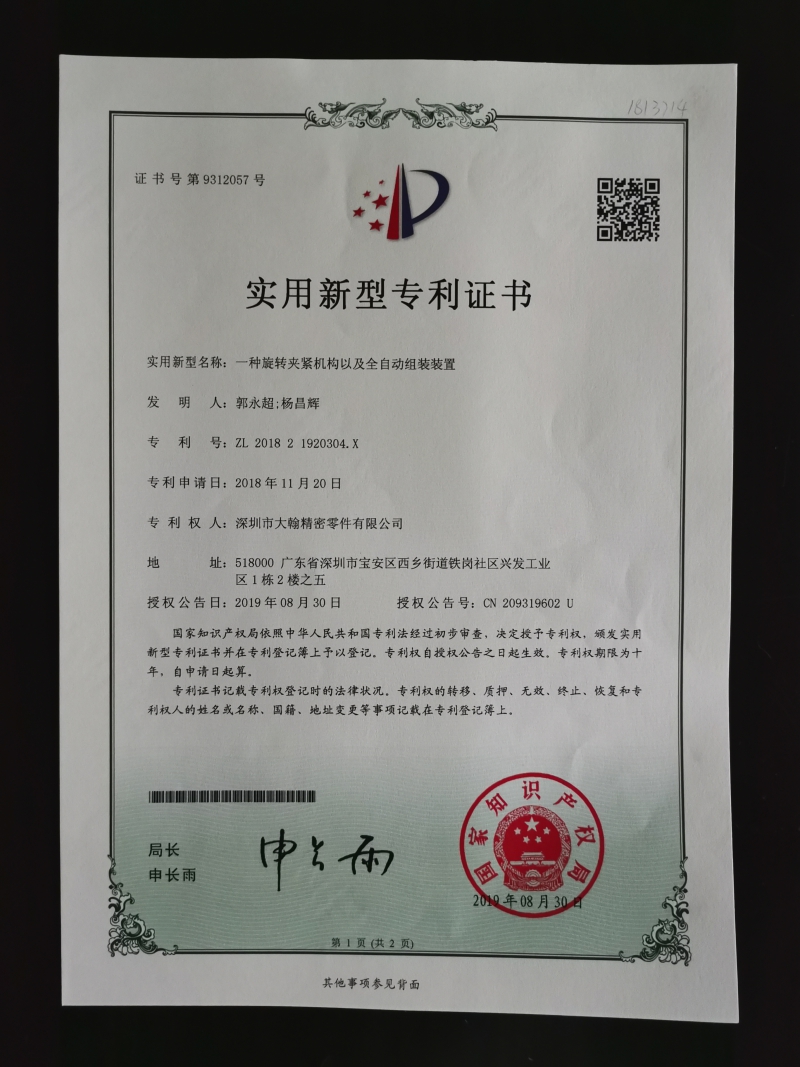 1813714
证书号第9312057号
实用新型专利证书
实用新型名称：一种旋转夹紧机构以及全自动组装装置
发明人：郭永超;杨昌辉
专利号：ZL 2018 2 1920304.X
专利申请日：2018年11月20日
专利权人：深圳市大翰精密零件有限公司
地址：518000 广东省深圳市宝安区西乡街道铁岗社区兴发工业
区1栋2楼之五
授权公告日：2019年08月30日 授权公告号：CN 209319602 U
国家知识产权局依照中华人民共和国专利法经过初步审查，决定授予专利权，颁发实用
新型专利证书并在专利登记簿上予以登记。专利权自授权公告之日起生效。专利权期限为十
年，自申请日起算。
专利证书记载专利权登记时的法律状况。专利权的转移、质押、无效、终止、恢复和专
利权人的姓名或名称、国籍、地址变更等事项记载在专利登记簿上。
局长
申长雨
申长雨
国家知识产权局
2019年08月30日
第 1 页 (共 2 页)
其他事项参见背面